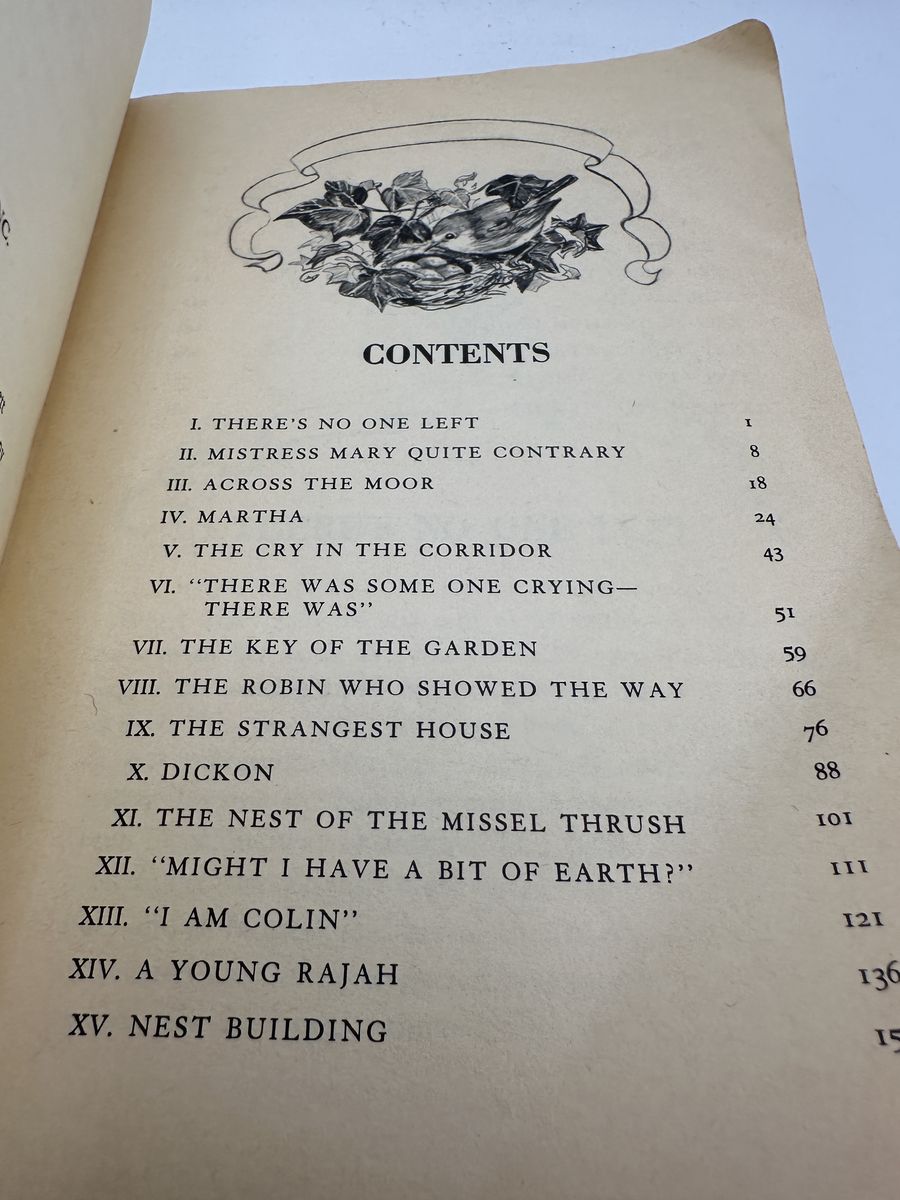 IC.
CONTENTS
I. THERE'S NO ONE LEFT 1
II. MISTRESS MARY QUITE CONTRARY 8
III. ACROSS THE MOOR 18
IV. MARTHA 24
V. THE CRY IN THE CORRIDOR 43
VI. “THERE WAS SOME ONE CRYING—
THERE WAS” 51
VII. THE KEY OF THE GARDEN 59
VIII. THE ROBIN WHO SHOWED THE WAY 66
IX. THE STRANGEST HOUSE 76
X. DICKON 88
XI. THE NEST OF THE MISSEL THRUSH 101
XII. “MIGHT I HAVE A BIT OF EARTH?” 111
XIII. “I AM COLIN” 121
XIV. A YOUNG RAJAH 136
XV. NEST BUILDING 15